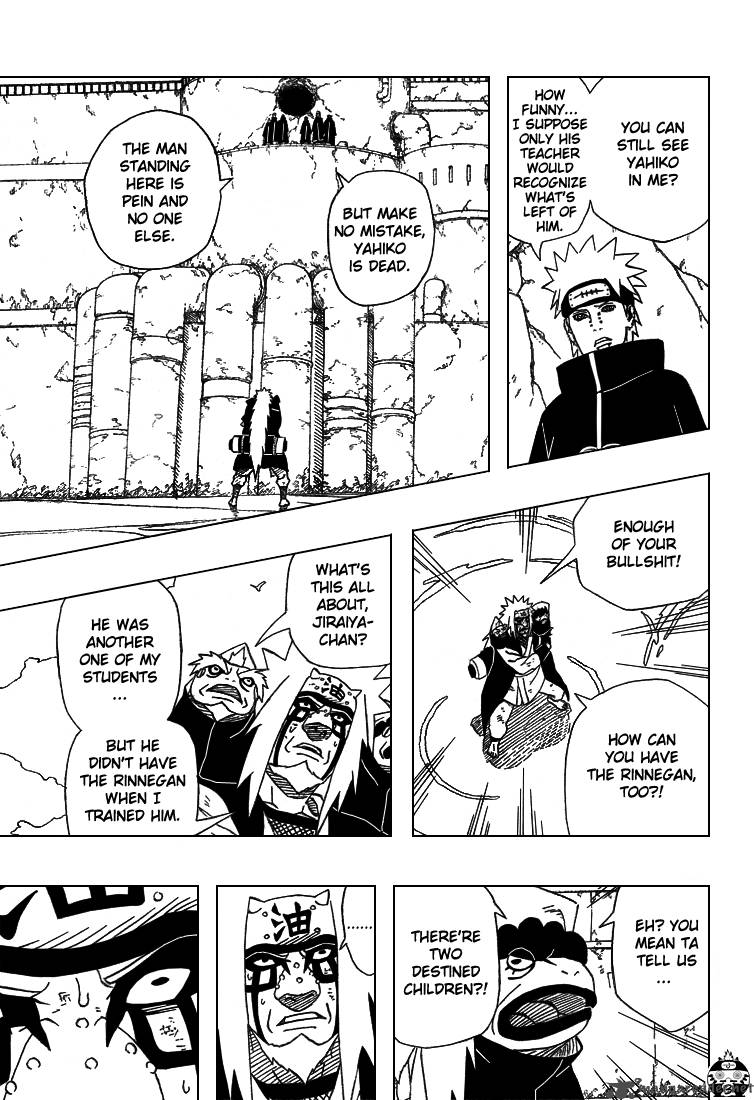 YOU CAN
STILL SEE
YAHIKO
IN ME?
HOW
FUNNY...
I SUPPOSE
ONLY HIS
TEACHER
WOULD
RECOGNIZE
WHAT'S
LEFT OF
HIM.
BUT MAKE
NO MISTAKE,
YAHIKO
IS DEAD.
THE MAN
STANDING
HERE IS
PEIN AND
NO ONE
ELSE.
ENOUGH
OF YOUR
BULLSHIT!
HOW CAN
YOU HAVE
THE RINNEGAN,
TOO?!
WHAT'S
THIS ALL
ABOUT,
JIRAIYA-
CHAN?
油
HE WAS
ANOTHER
ONE OF MY
STUDENTS
...
BUT HE
DIDN'T HAVE
THE RINNEGAN
WHEN I
TRAINED HIM.
EH? YOU
MEAN TA
TELL US
...
THERE'RE
TWO
DESTINED
CHILDREN?!
......
油